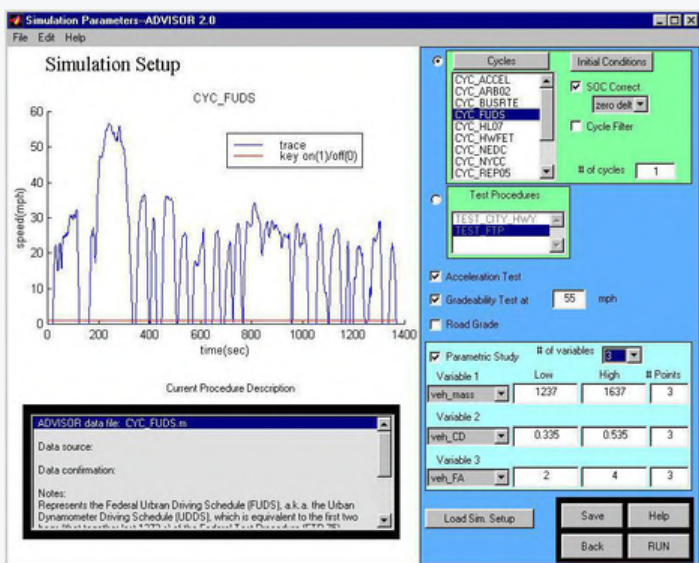 Simulation Parameters--ADVISOR 2.0
File Edit Help
Simulation Setup
CYC_FUDS
60
50
40
30
20
10
0
speed(mph)
trace
key on(1)/off(0)
0 200 400 600 800 1000 1200 1400
time(sec)
Current Procedure Description
ADVISOR data file: CYC_FUDS.m
Data source:
Data confirmation:
Notes:
Represents the Federal Urban Driving Schedule (FUDS), a.k.a. the Urban
Dynamometer Driving Schedule (UDDS), which is equivalent to the first two
Cycles
CYC_ACCEL
CYC_ARB02
CYC_BUSRTE
CYC_FUDS
CYC_HL07
CYC_HWFET
CYC_NEDC
CYC_NYCC
CYC_REP05
Initial Conditions
SOC Correct.
zero delt
Cycle Filter
# of cycles 1
Test Procedures
TEST_CITY_HWY
TEST_FTP
Acceleration Test
Gradeability Test at 55 mph
Road Grade
Parametric Study # of variables 3
Variable 1 Low High # Points
veh_mass 1237 1637 3
Variable 2
veh_CD 0.335 0.535 3
Variable 3
veh_FA 2 4 3
Load Sim. Setup
Save Help
Back RUN